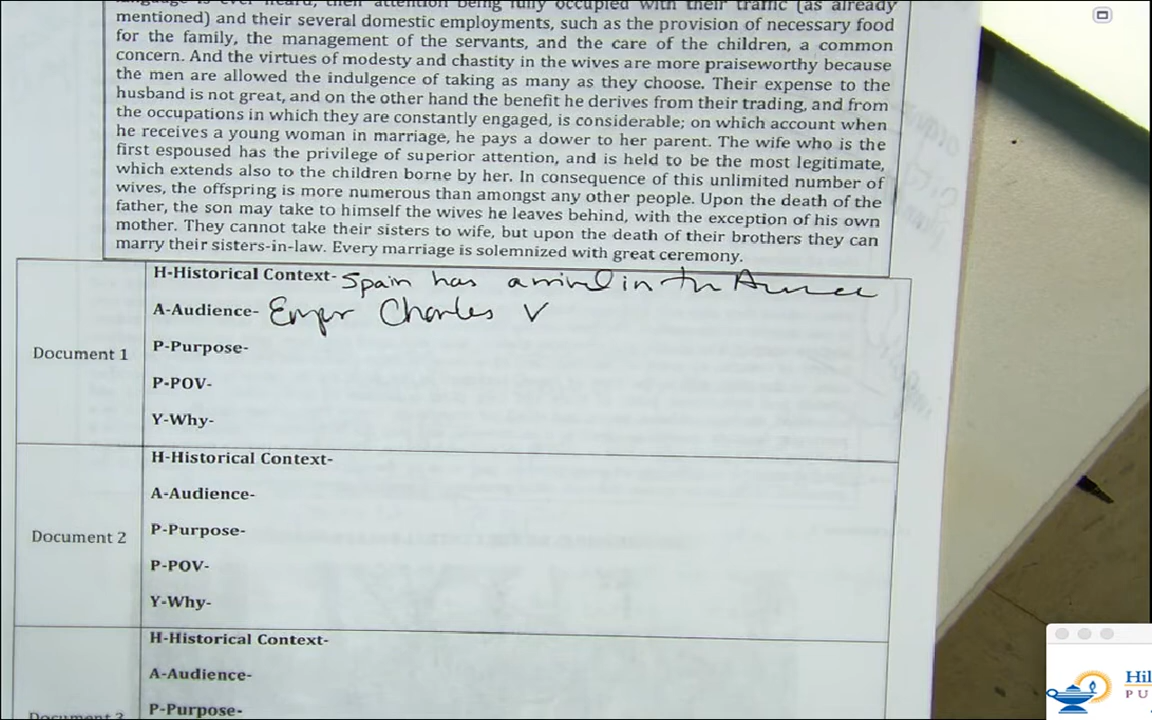 language is ever heard, their attention being fully occupied with their traffic (as already
mentioned) and their several domestic employments, such as the provision of necessary food
for the family, the management of the servants, and the care of the children, a common
concern. And the virtues of modesty and chastity in the wives are more praiseworthy because
the men are allowed the indulgence of taking as many as they choose. Their expense to the
husband is not great, and on the other hand the benefit he derives from their trading, and from
the occupations in which they are constantly engaged, is considerable; on which account when
he receives a young woman in marriage, he pays a dower to her parent. The wife who is the
first espoused has the privilege of superior attention, and is held to be the most legitimate,
which extends also to the children borne by her. In consequence of this unlimited number of
wives, the offspring is more numerous than amongst any other people. Upon the death of the
father, the son may take to himself the wives he leaves behind, with the exception of his own
mother. They cannot take their sisters to wife, but upon the death of their brothers they can
marry their sisters-in-law. Every marriage is solemnized with great ceremony.
H-Historical Context- Spain has arrived in the
A-Audience- Charles V
Document 1
P-Purpose-
P-POV-
Y-Why-
H-Historical Context-
A-Audience-
Document 2
P-Purpose-
P-POV-
Y-Why-
H-Historical Context-
A-Audience-
P-Purpose-
Document 3
Hil
P U